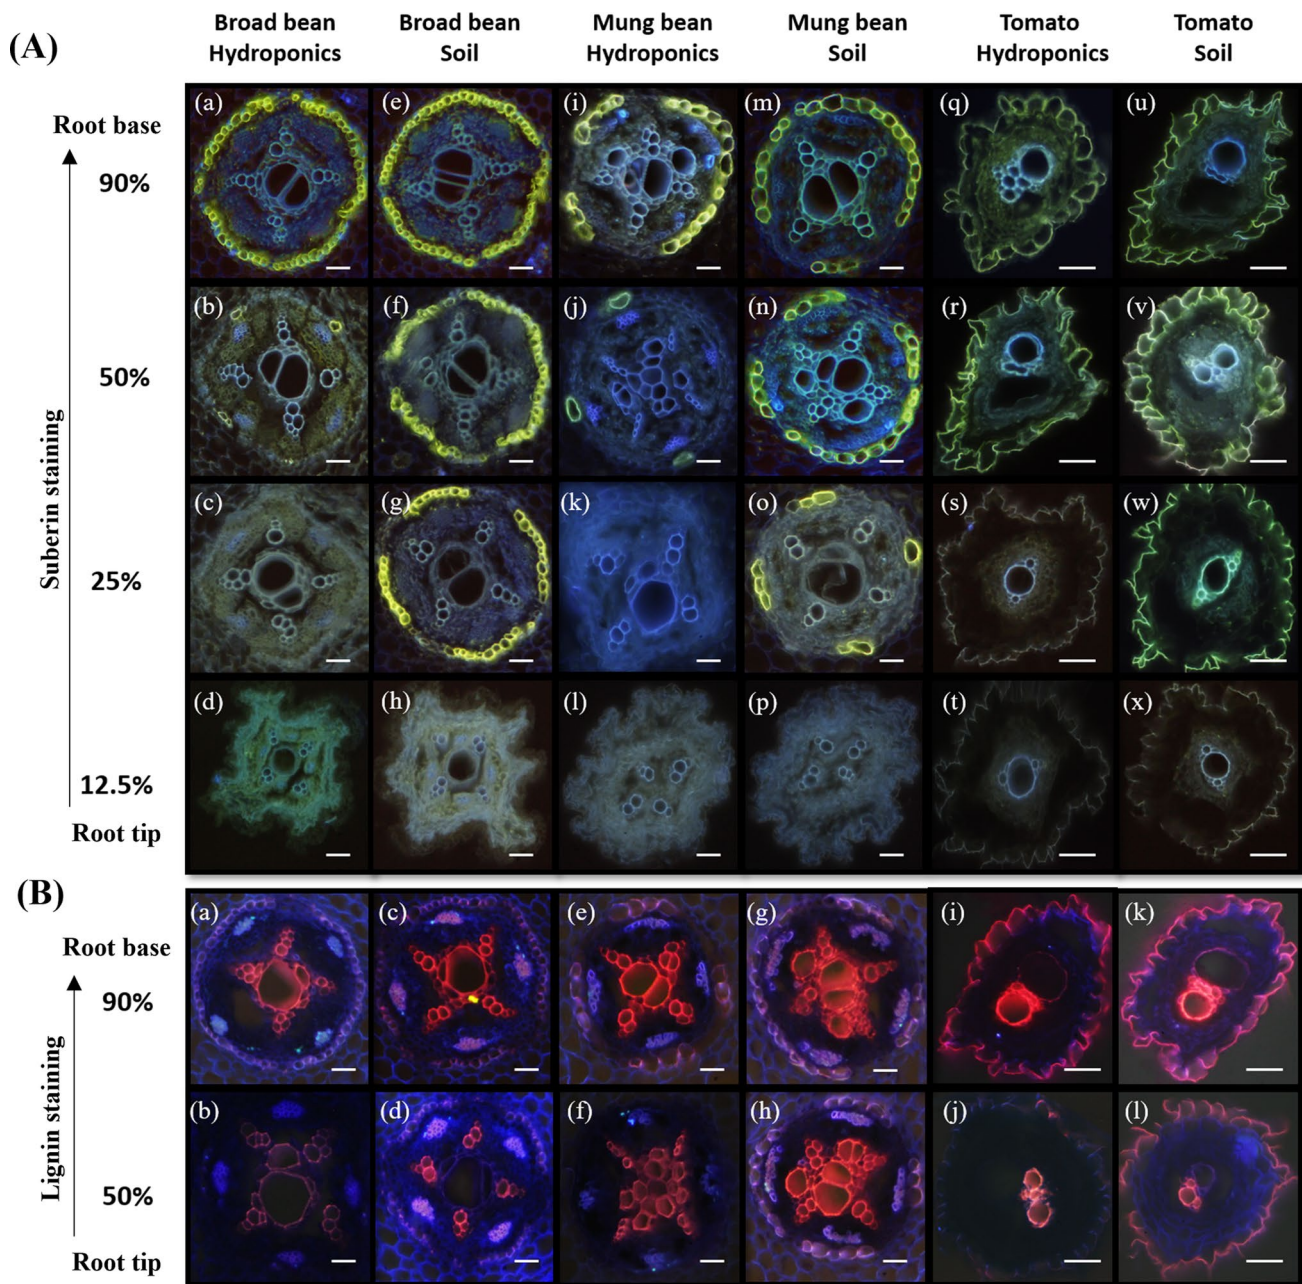 (A)
Broad bean Hydroponics
Broad bean Soil
Mung bean Hydroponics
Mung bean Soil
Tomato Hydroponics
Tomato Soil
Suberin staining
Root base
90%
(a) (e) (i) (m) (q) (u)
50%
(b) (f) (j) (n) (r) (v)
25%
(c) (g) (k) (o) (s) (w)
12.5%
(d) (h) (l) (p) (t) (x)
Root tip
(B)
Lignin staining
Root base
90%
(a) (c) (e) (g) (i) (k)
50%
(b) (d) (f) (h) (j) (l)
Root tip